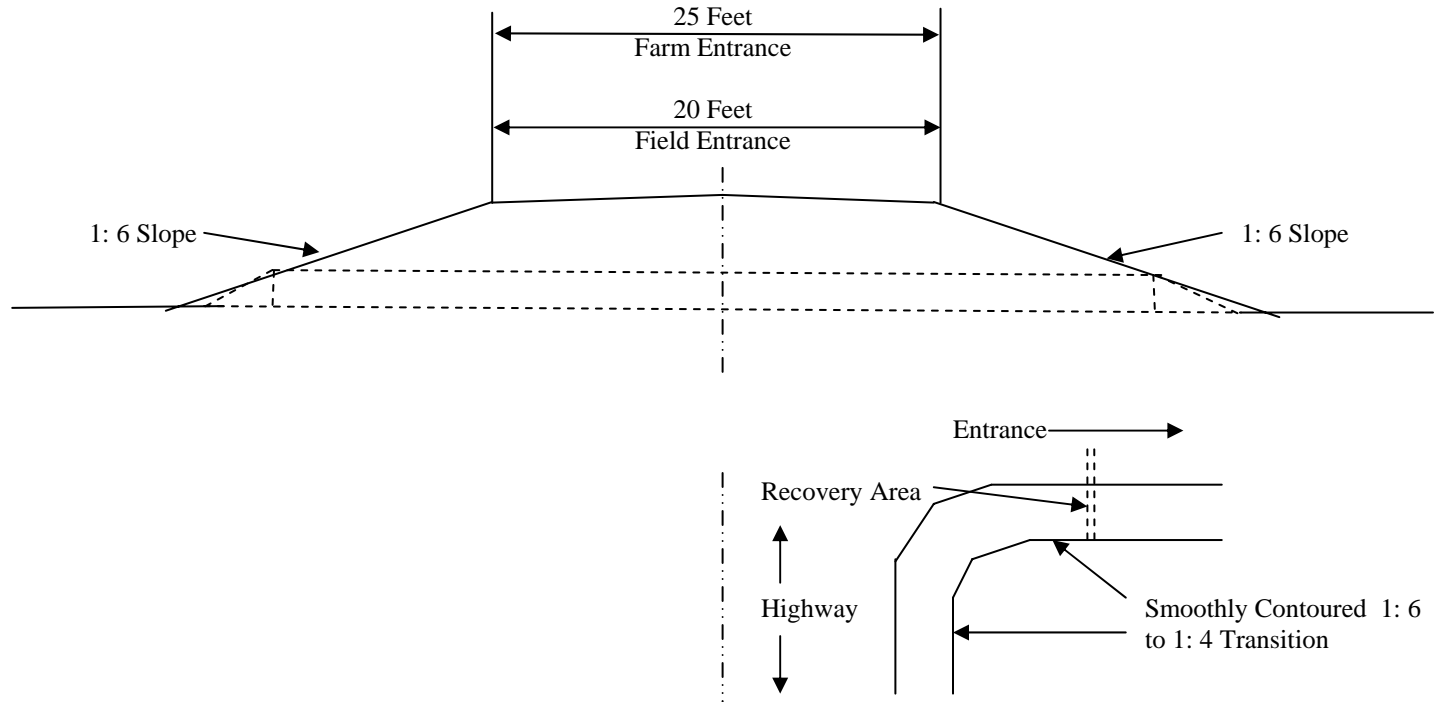 25 Feet
Farm Entrance
20 Feet
Field Entrance
1: 6 Slope
1: 6 Slope
Entrance
Recovery Area
Highway
Smoothly Contoured 1: 6
to 1: 4 Transition